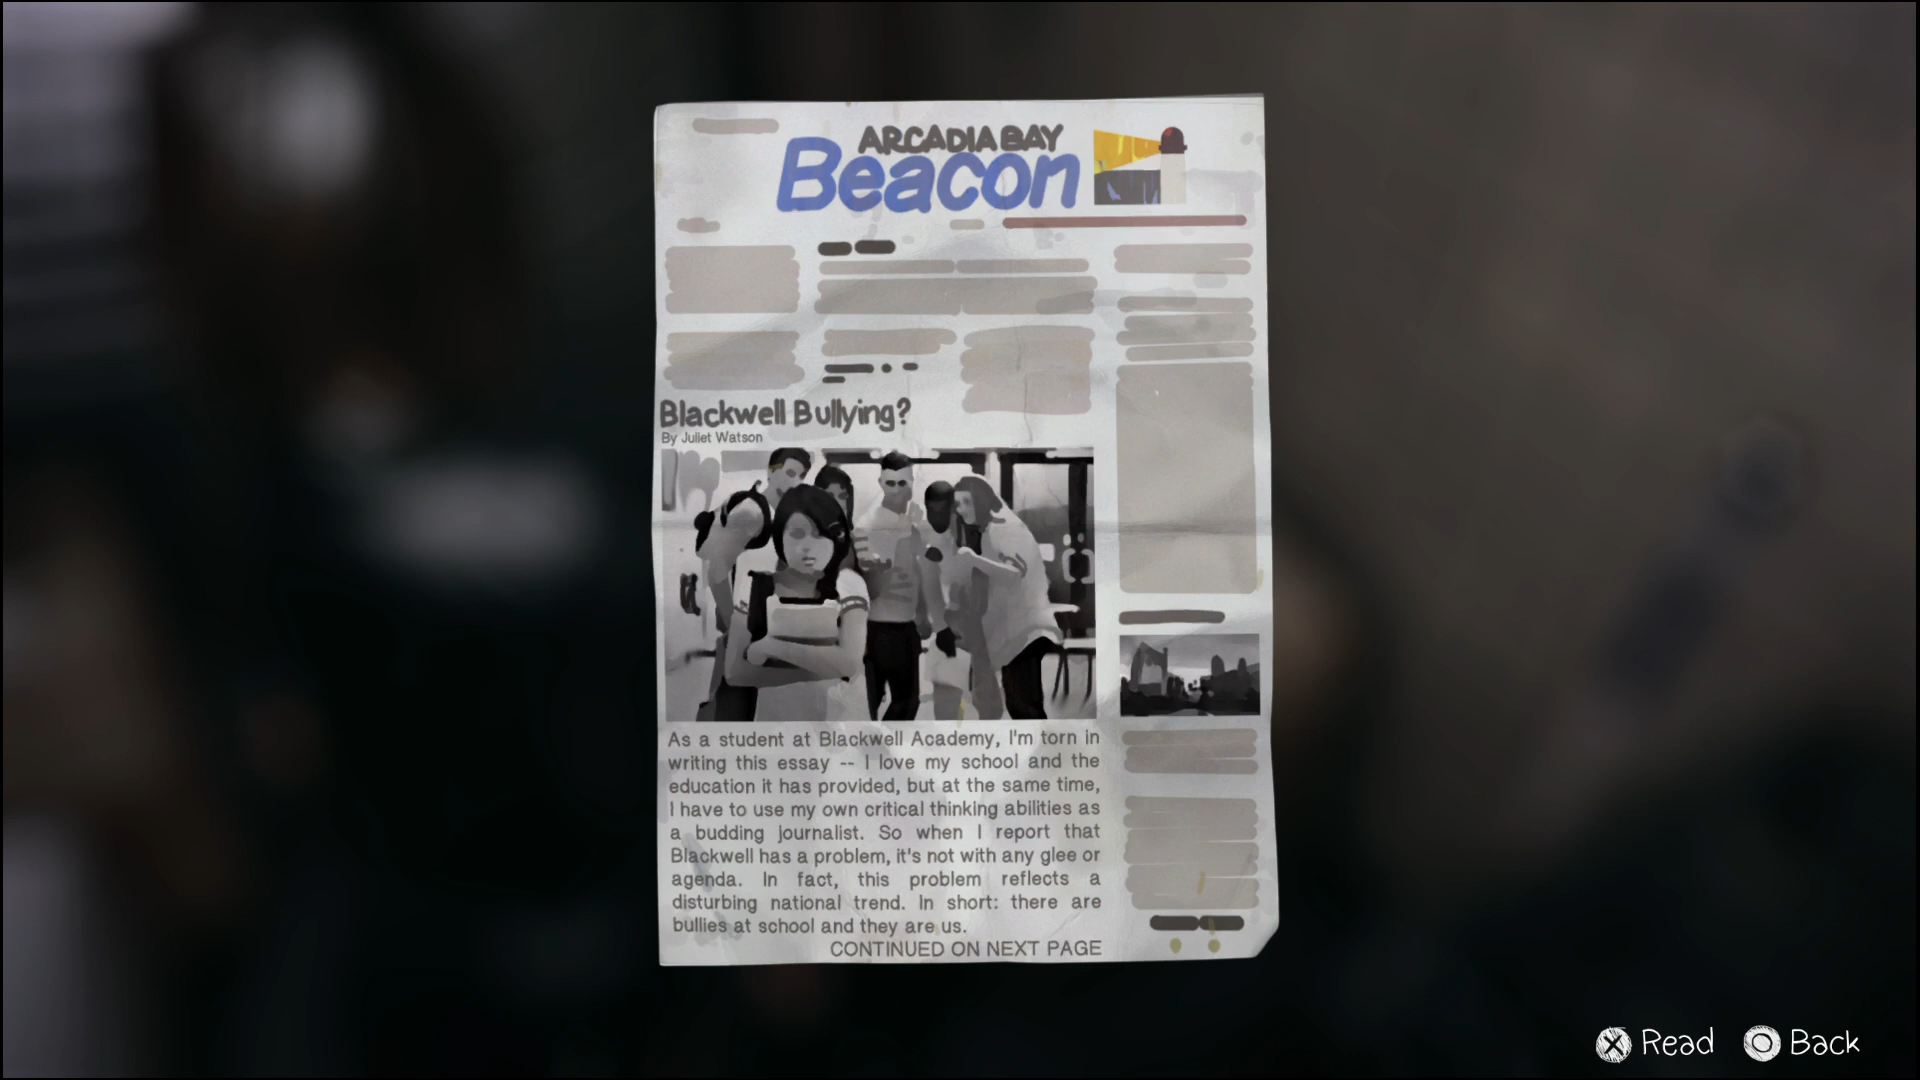 ARCADIA BAY
Beacon
Blackwell Bullying?
By Juliet Watson
As a student at Blackwell Academy, I'm torn in
writing this essay -- I love my school and the
education it has provided, but at the same time,
I have to use my own critical thinking abilities as
a budding journalist. So when I report that
Blackwell has a problem, it's not with any glee or
agenda. In fact, this problem reflects a
disturbing national trend. In short: there are
bullies at school and they are us.
CONTINUED ON NEXT PAGE
Read Back